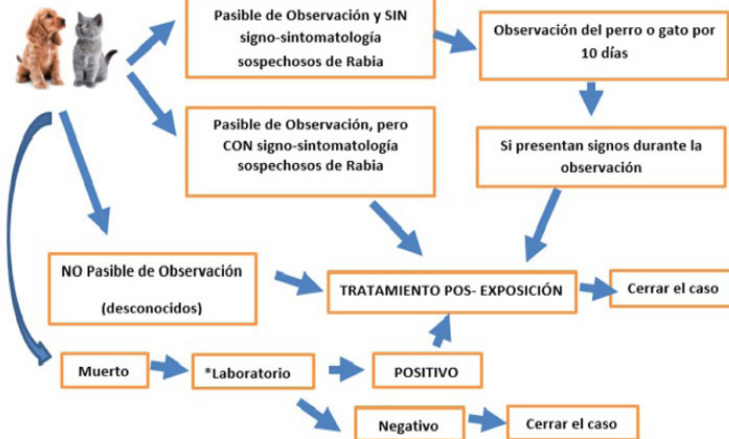 Pasible de Observación y SIN
signo-sintomatología
sospechosos de Rabia
Observación del perro o gato por
10 días
Pasible de Observación, pero
CON signo-sintomatología
sospechosos de Rabia
Si presentan signos durante la
observación
NO Pasible de Observación
(desconocidos)
TRATAMIENTO POS- EXPOSICIÓN
Cerrar el caso
Muerto
*Laboratorio
POSITIVO
Negativo
Cerrar el caso